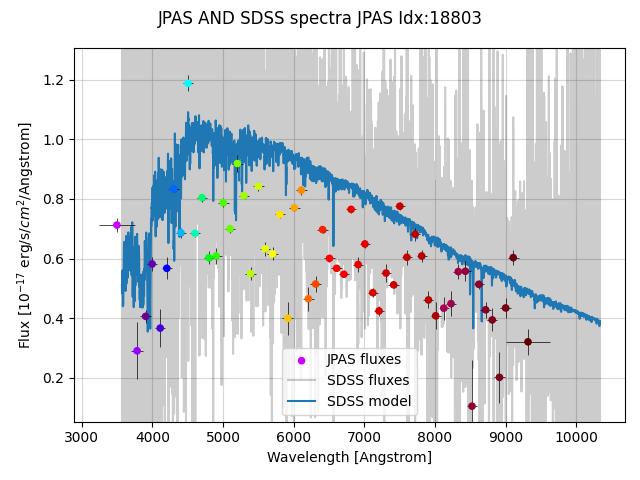 JPAS AND SDSS spectra JPAS Idx:18803
Flux [10⁻¹⁷ erg/s/cm²/Angstrom]
1.2
1.0
0.8
0.6
0.4
0.2
JPAS fluxes
SDSS fluxes
SDSS model
3000 4000 5000 6000 7000 8000 9000 10000
Wavelength [Angstrom]